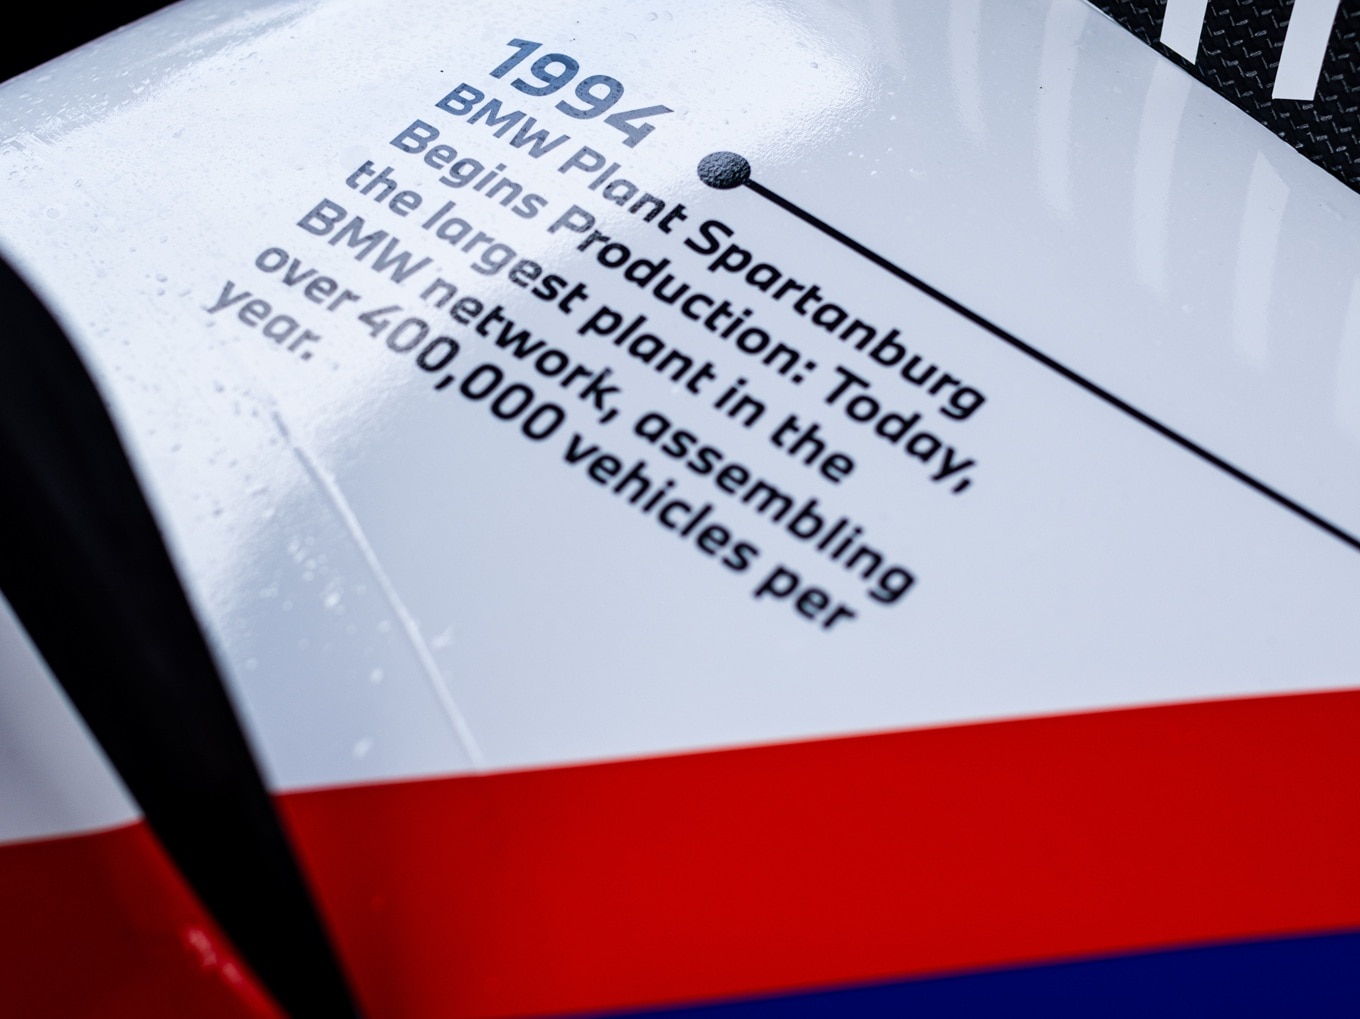 1994
BMW Plant Spartanburg
Begins Production: Today,
the largest plant in the
BMW network, assembling
over 400,000 vehicles per
year.